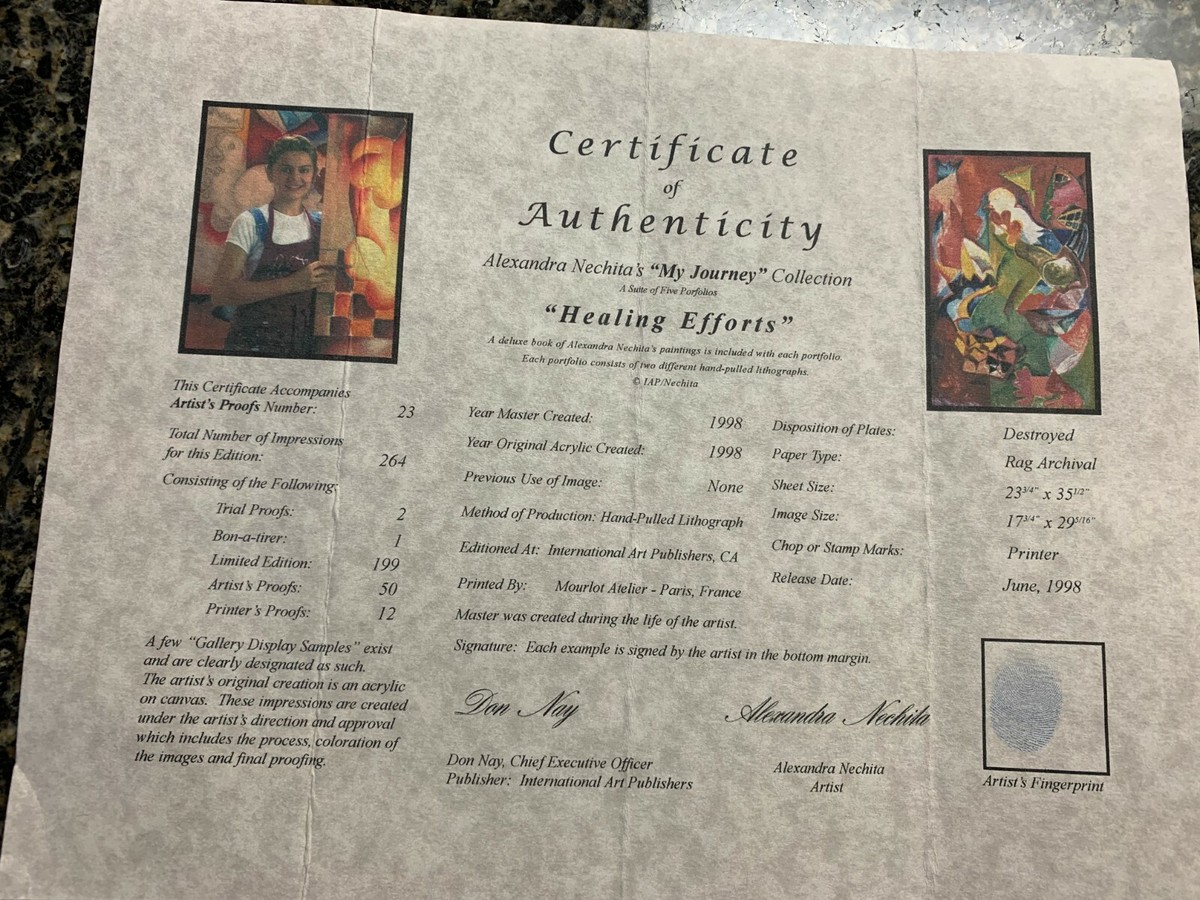 Certificate
of
Authenticity
Alexandra Nechita's "My Journey" Collection
A Suite of Five Porfolios
"Healing Efforts"
A deluxe book of Alexandra Nechita's paintings is included with each portfolio.
Each portfolio consists of two different hand-pulled lithographs.
© IAP/Nechita
This Certificate Accompanies
Artist's Proofs Number: 23
Total Number of Impressions
for this Edition: 264
Consisting of the Following:
Trial Proofs: 2
Bon-a-tirer: 1
Limited Edition: 199
Artist's Proofs: 50
Printer's Proofs: 12
A few "Gallery Display Samples" exist
and are clearly designated as such.
The artist's original creation is an acrylic
on canvas. These impressions are created
under the artist's direction and approval
which includes the process, coloration of
the images and final proofing.
Year Master Created: 1998
Year Original Acrylic Created: 1998
Previous Use of Image: None
Method of Production: Hand-Pulled Lithograph
Editioned At: International Art Publishers, CA
Printed By: Mourlot Atelier - Paris, France
Master was created during the life of the artist.
Signature: Each example is signed by the artist in the bottom margin.
Disposition of Plates: Destroyed
Paper Type: Rag Archival
Sheet Size: 23 3/4" x 35 1/2"
Image Size: 17 3/4" x 29 5/16"
Chop or Stamp Marks: Printer
Release Date: June, 1998
Don Nay
Don Nay, Chief Executive Officer
Publisher: International Art Publishers
Alexandra Nechita
Alexandra Nechita
Artist
Artist's Fingerprint